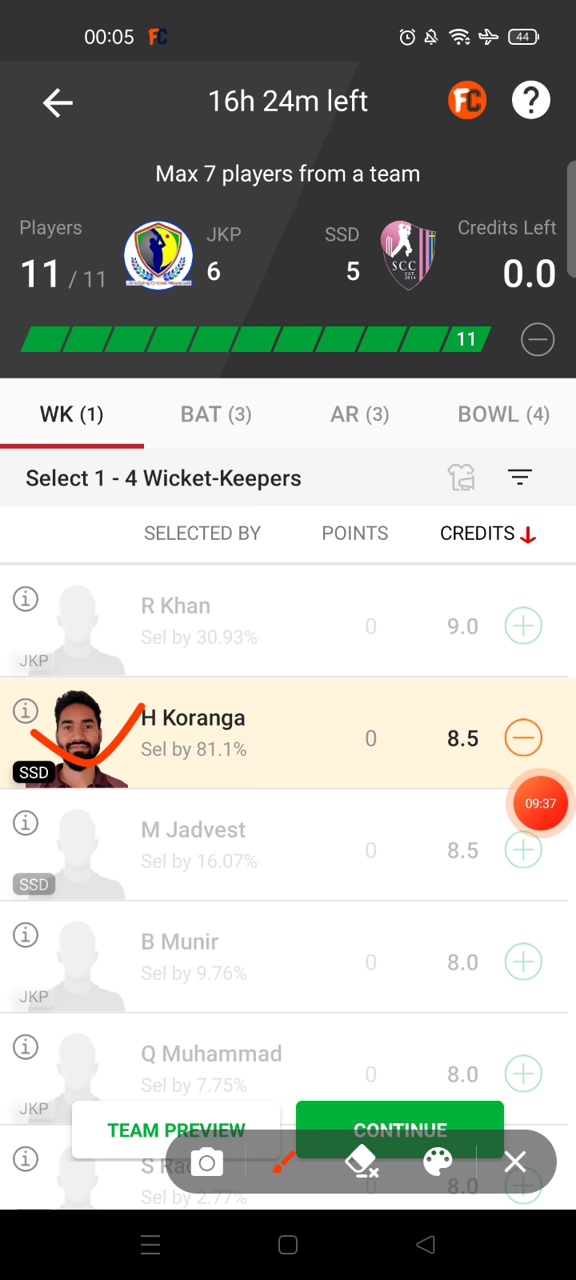 00:05 FC 44
16h 24m left FC ?
Max 7 players from a team
Players JKP SSD Credits Left
11 / 11 6 5 0.0
SCC
11
WK (1) BAT (3) AR (3) BOWL (4)
Select 1 - 4 Wicket-Keepers
SELECTED BY POINTS CREDITS
R Khan
Sel by 30.93% 0 9.0
JKP
H Koranga
Sel by 81.1% 0 8.5
SSD
09:37
M Jadvest
Sel by 16.07% 0 8.5
SSD
B Munir
Sel by 9.76% 0 8.0
JKP
Q Muhammad
Sel by 7.75% 0 8.0
JKP
TEAM PREVIEW CONTINUE
Sel by 2.77% 8.0